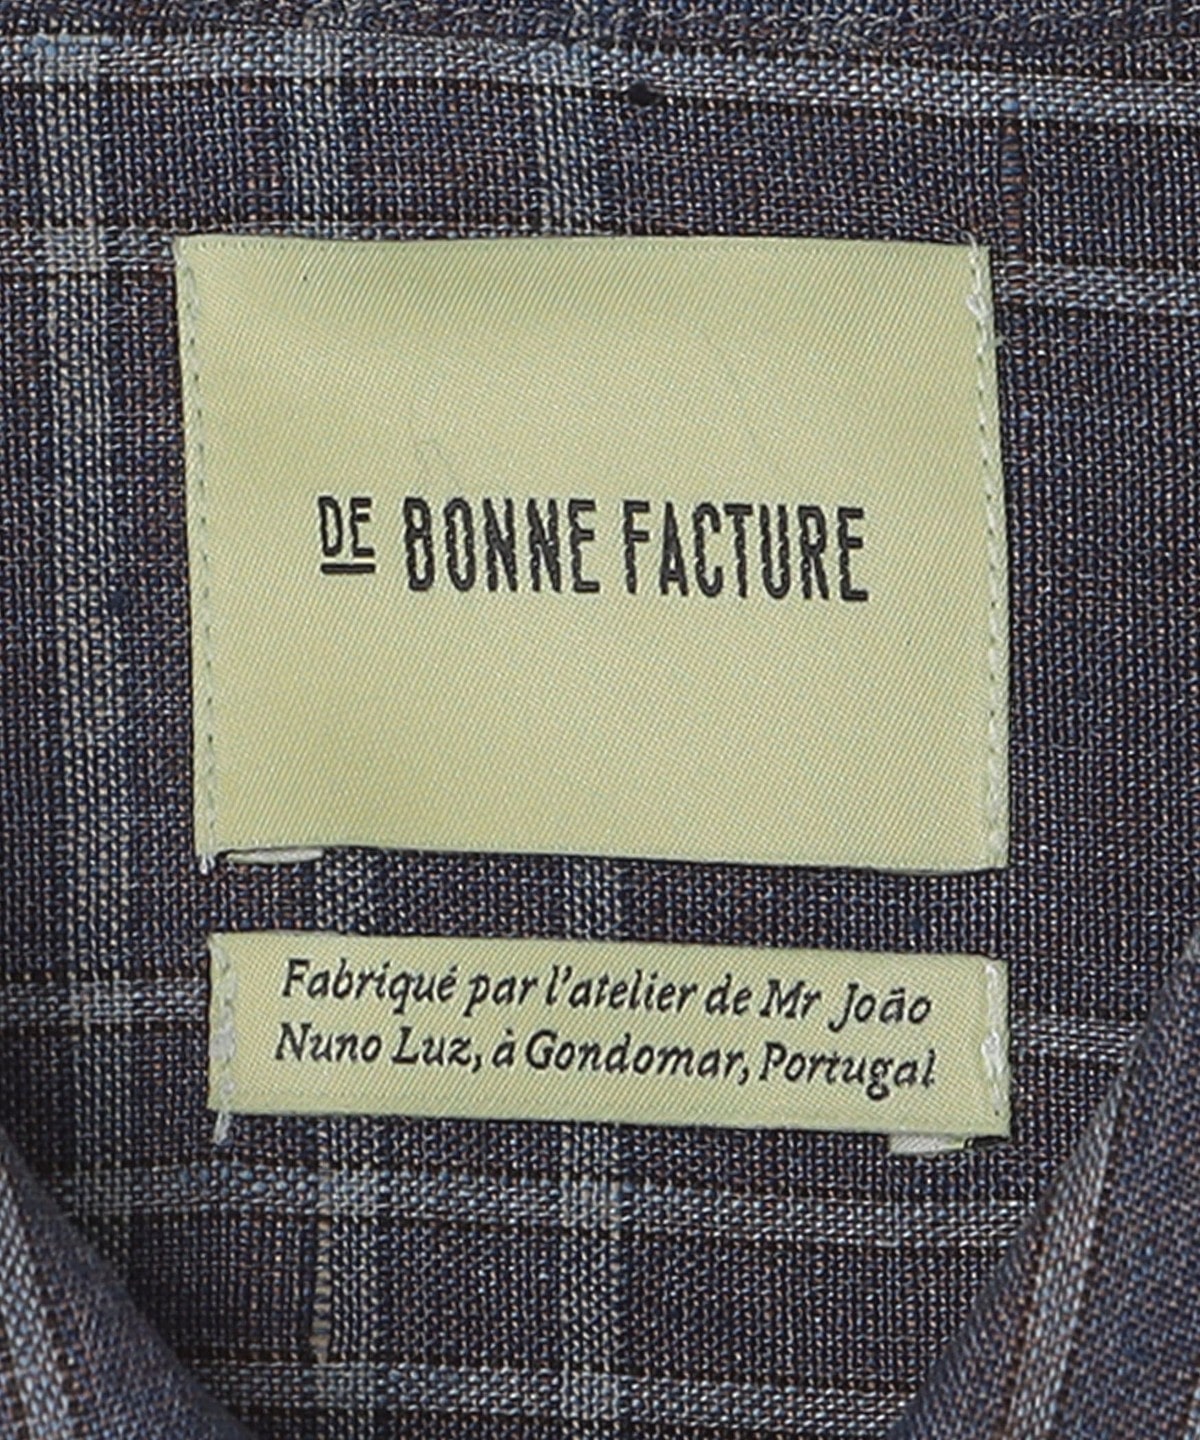 DE BONNE FACTURE
Fabriqué par l'atelier de Mr João
Nuno Luz, à Gondomar, Portugal